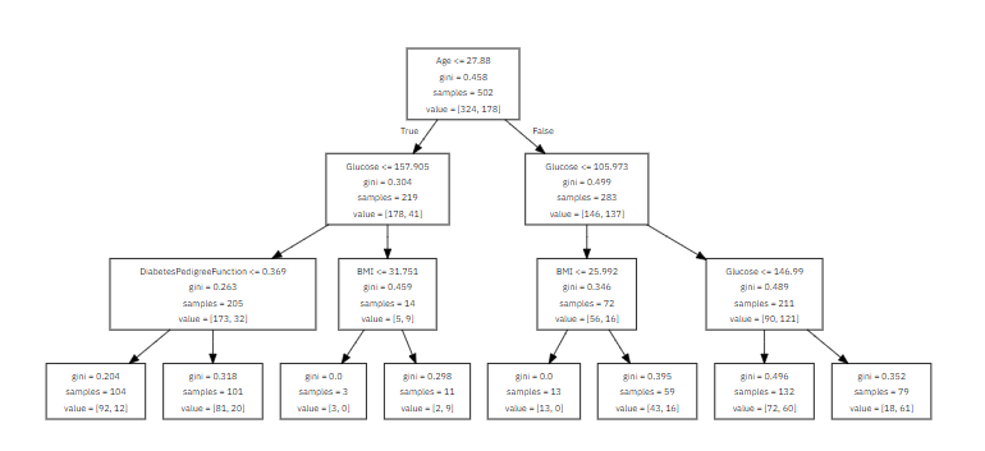 Age <= 27.88
gini = 0.458
samples = 502
value = [324, 178]
True
False
Glucose <= 157.905
gini = 0.304
samples = 219
value = [178, 41]
Glucose <= 105.973
gini = 0.499
samples = 283
value = [146, 137]
DiabetesPedigreeFunction <= 0.369
gini = 0.263
samples = 205
value = [173, 32]
BMI <= 31.751
gini = 0.459
samples = 14
value = [5, 9]
BMI <= 25.992
gini = 0.346
samples = 72
value = [56, 16]
Glucose <= 146.99
gini = 0.489
samples = 211
value = [90, 121]
gini = 0.204
samples = 104
value = [92, 12]
gini = 0.318
samples = 101
value = [81, 20]
gini = 0.0
samples = 3
value = [3, 0]
gini = 0.298
samples = 11
value = [2, 9]
gini = 0.0
samples = 13
value = [13, 0]
gini = 0.395
samples = 59
value = [43, 16]
gini = 0.496
samples = 132
value = [72, 60]
gini = 0.352
samples = 79
value = [18, 61]